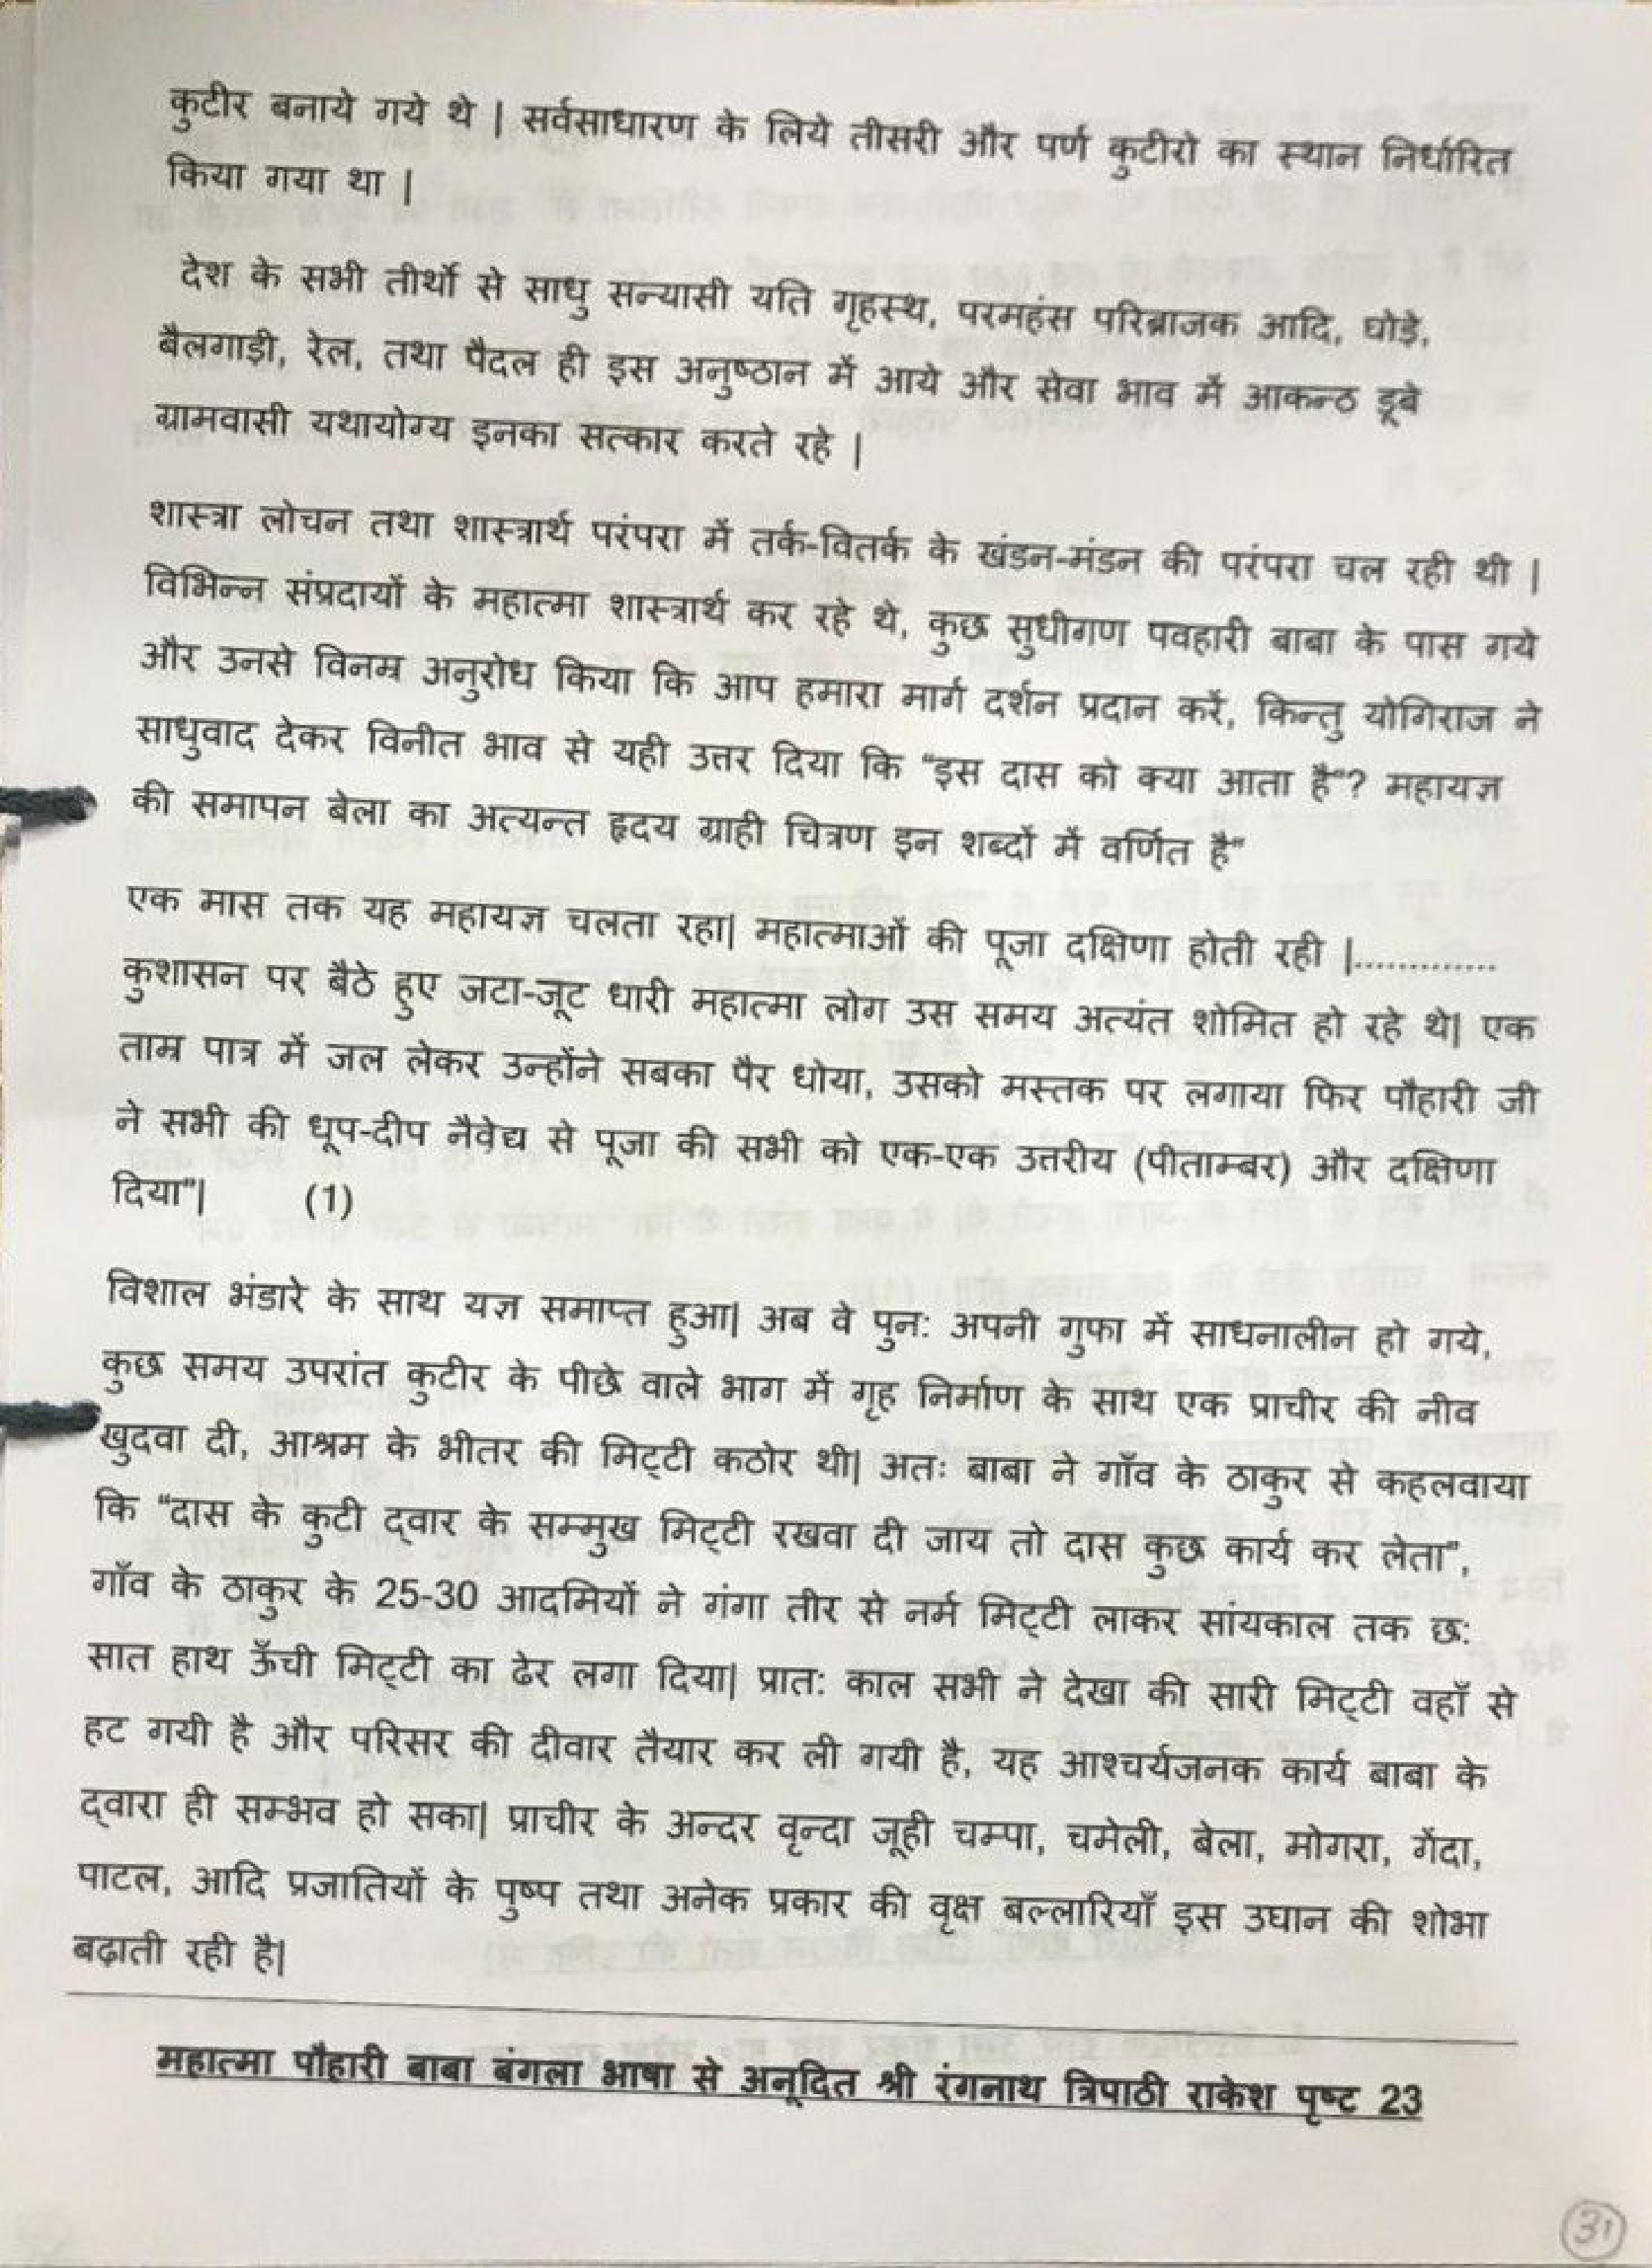 कुटीर बनाये गये थे | सर्वसाधारण के लिये तीसरी और पर्ण कुटीरो का स्थान निर्धारित
किया गया था |
देश के सभी तीर्थो से साधु सन्यासी यति गृहस्थ, परमहंस परिब्राजक आदि, घोड़े,
बैलगाड़ी, रेल, तथा पैदल ही इस अनुष्ठान में आये और सेवा भाव में आकन्ठ डूबे
ग्रामवासी यथायोग्य इनका सत्कार करते रहे |
शास्त्रा लोचन तथा शास्त्रार्थ परंपरा में तर्क-वितर्क के खंडन-मंडन की परंपरा चल रही थी |
विभिन्न संप्रदायों के महात्मा शास्त्रार्थ कर रहे थे, कुछ सुधीगण पवहारी बाबा के पास गये
और उनसे विनम्र अनुरोध किया कि आप हमारा मार्ग दर्शन प्रदान करें, किन्तु योगिराज ने
साधुवाद देकर विनीत भाव से यही उत्तर दिया कि “इस दास को क्या आता है”? महायज्ञ
की समापन बेला का अत्यन्त हृदय ग्राही चित्रण इन शब्दों में वर्णित है”
एक मास तक यह महायज्ञ चलता रहा| महात्माओं की पूजा दक्षिणा होती रही |.............
कुशासन पर बैठे हुए जटा-जूट धारी महात्मा लोग उस समय अत्यंत शोमित हो रहे थे| एक
ताम्र पात्र में जल लेकर उन्होंने सबका पैर धोया, उसको मस्तक पर लगाया फिर पौहारी जी
ने सभी की धूप-दीप नैवेद्य से पूजा की सभी को एक-एक उत्तरीय (पीताम्बर) और दक्षिणा
दिया”| (1)
विशाल भंडारे के साथ यज्ञ समाप्त हुआ| अब वे पुन: अपनी गुफा में साधनालीन हो गये,
कुछ समय उपरांत कुटीर के पीछे वाले भाग में गृह निर्माण के साथ एक प्राचीर की नीव
खुदवा दी, आश्रम के भीतर की मिट्टी कठोर थी| अतः बाबा ने गाँव के ठाकुर से कहलवाया
कि “दास के कुटी द्वार के सम्मुख मिट्टी रखवा दी जाय तो दास कुछ कार्य कर लेता”,
गाँव के ठाकुर के 25-30 आदमियों ने गंगा तीर से नर्म मिट्टी लाकर सांयकाल तक छ:
सात हाथ ऊँची मिट्टी का ढेर लगा दिया| प्रात: काल सभी ने देखा की सारी मिट्टी वहाँ से
हट गयी है और परिसर की दीवार तैयार कर ली गयी है, यह आश्चर्यजनक कार्य बाबा के
द्वारा ही सम्भव हो सका| प्राचीर के अन्दर वृन्दा जूही चम्पा, चमेली, बेला, मोगरा, गेंदा,
पाटल, आदि प्रजातियों के पुष्प तथा अनेक प्रकार की वृक्ष बल्लारियाँ इस उघान की शोभा
बढ़ाती रही है|
महात्मा पौहारी बाबा बंगला भाषा से अनूदित श्री रंगनाथ त्रिपाठी राकेश पृष्ट 23
31